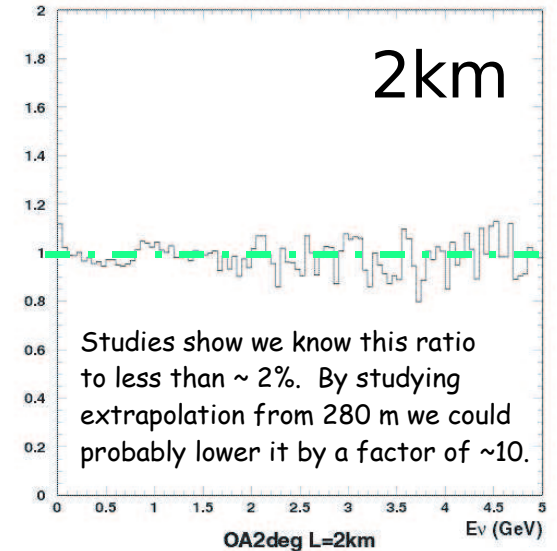 2
1.8
1.6
1.4
1.2
1
0.8
0.6
0.4
0.2
0
2km
Studies show we know this ratio
to less than ~ 2%. By studying
extrapolation from 280 m we could
probably lower it by a factor of ~10.
0 0.5 1 1.5 2 2.5 3 3.5 4 4.5 5
OA2deg L=2km
Eν (GeV)